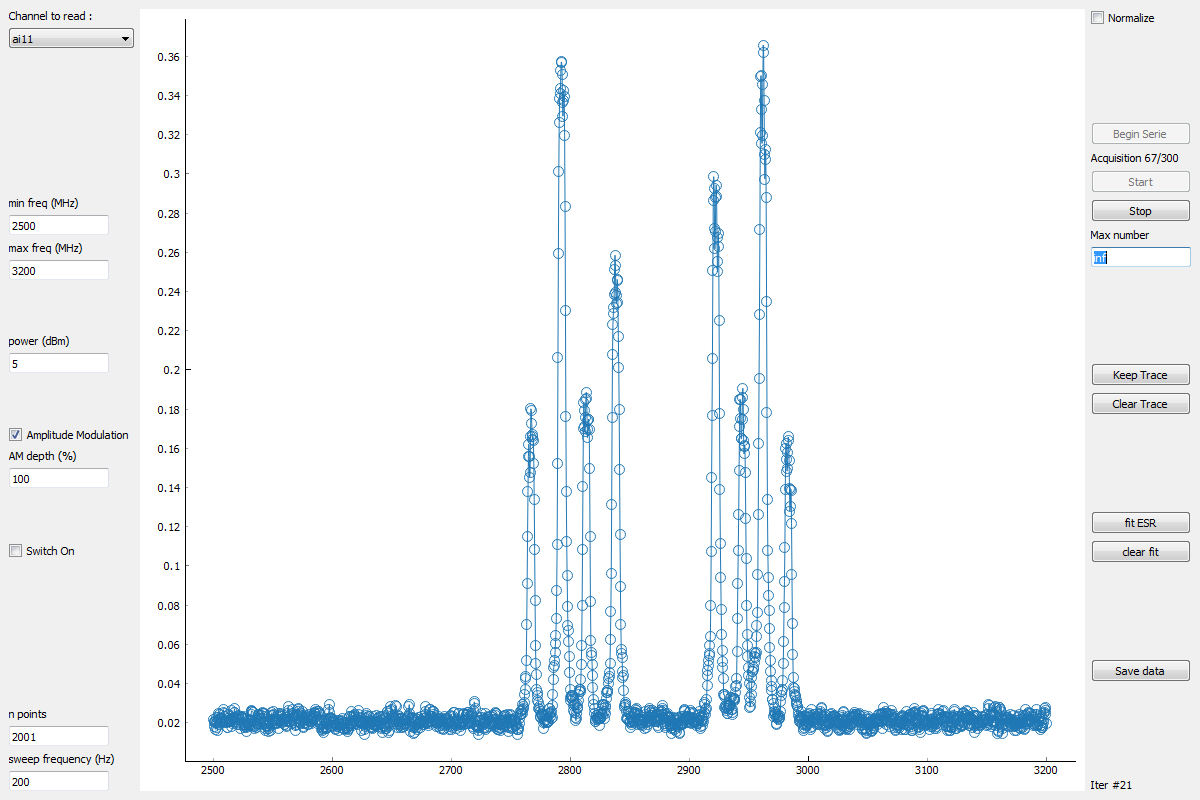 Channel to read :
ai11
min freq (MHz)
2500
max freq (MHz)
3200
power (dBm)
5
Amplitude Modulation
AM depth (%)
100
Switch On
n points
2001
sweep frequency (Hz)
200
0.36
0.34
0.32
0.3
0.28
0.26
0.24
0.22
0.2
0.18
0.16
0.14
0.12
0.1
0.08
0.06
0.04
0.02
2500 2600 2700 2800 2900 3000 3100 3200
Normalize
Begin Serie
Acquisition 67/300
Start
Stop
Max number
inf
Keep Trace
Clear Trace
fit ESR
clear fit
Save data
Iter #21